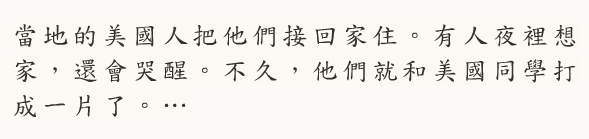 當地的美國人把他們接回家住。有人夜裡想
家，還會哭醒。不久，他們就和美國同學打
成一片了。…